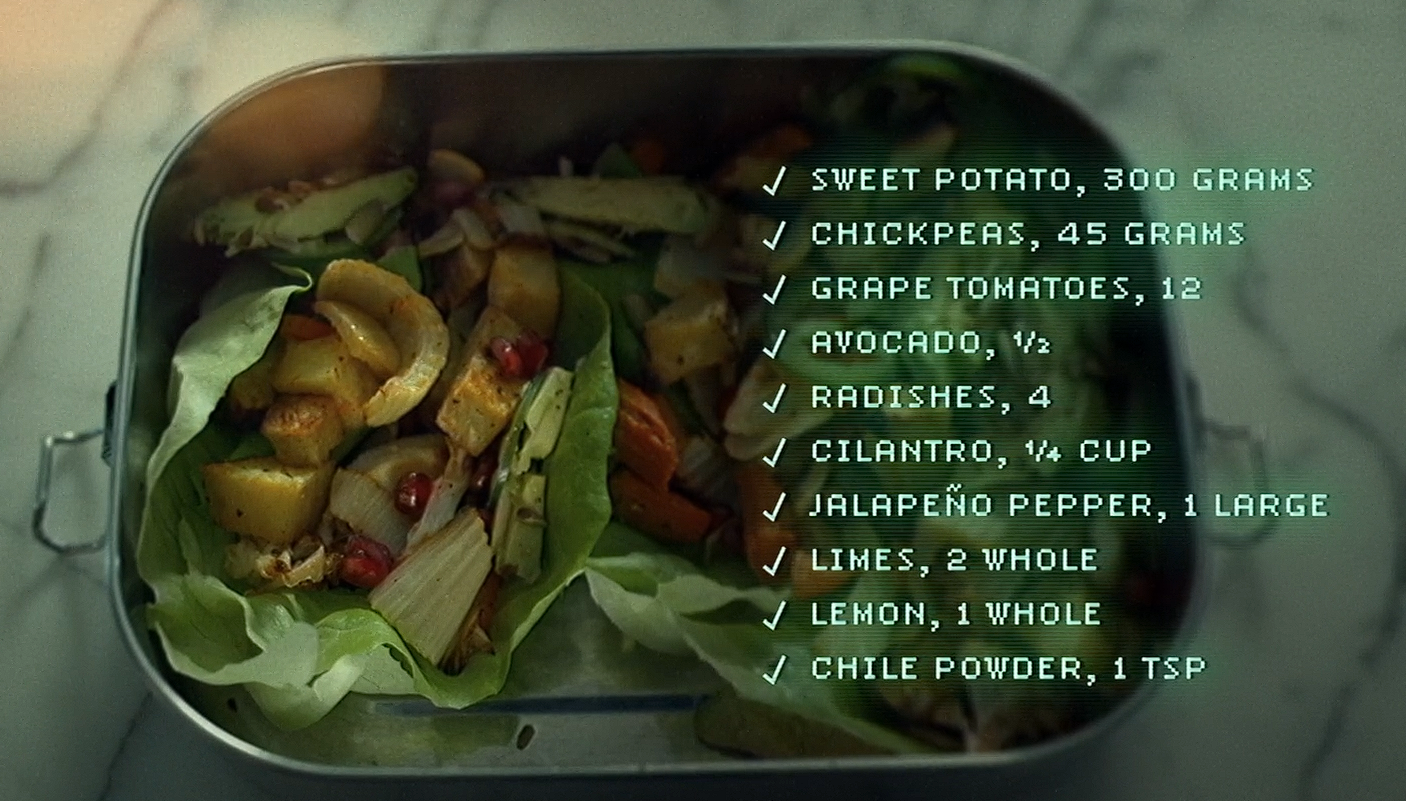 ✓ SWEET POTATO, 300 GRAMS
✓ CHICKPEAS, 45 GRAMS
✓ GRAPE TOMATOES, 12
✓ AVOCADO, ½
✓ RADISHES, 4
✓ CILANTRO, ¼ CUP
✓ JALAPEÑO PEPPER, 1 LARGE
✓ LIMES, 2 WHOLE
✓ LEMON, 1 WHOLE
✓ CHILE POWDER, 1 TSP